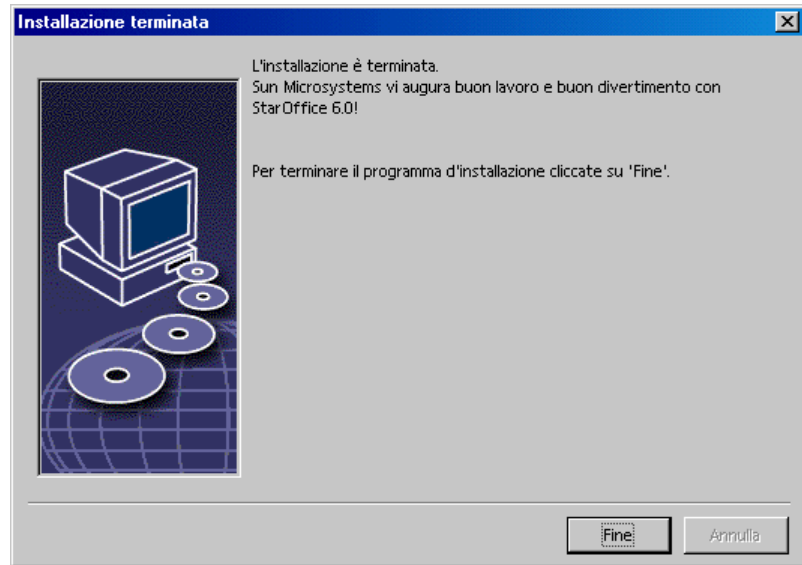 Installazione terminata
L'installazione è terminata.
Sun Microsystems vi augura buon lavoro e buon divertimento con
StarOffice 6.0!
Per terminare il programma d'installazione cliccate su 'Fine'.
Fine
Annulla